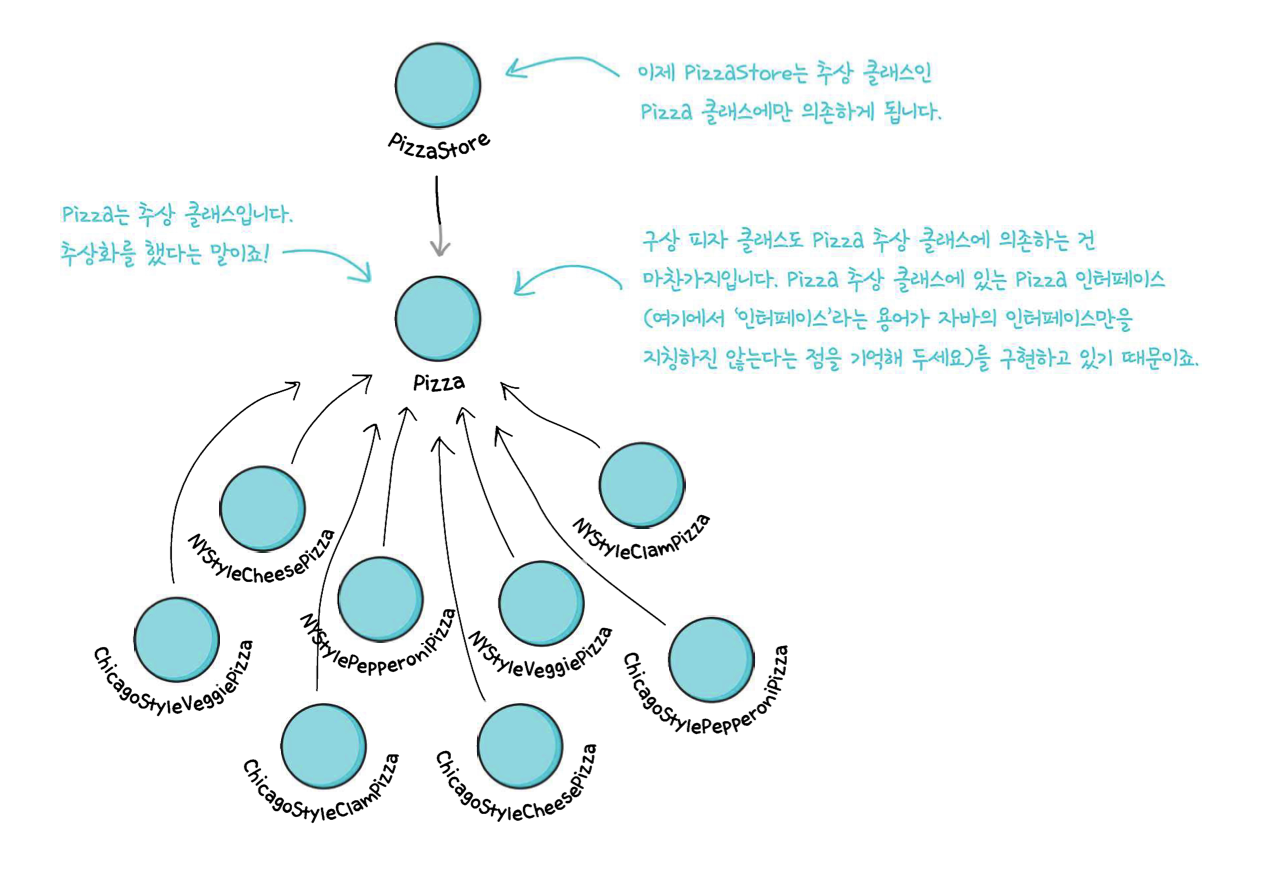 이제 PizzaStore는 추상 클래스인
Pizza 클래스에만 의존하게 됩니다.
PizzaStore
Pizza는 추상 클래스입니다.
추상화를 했다는 말이죠!
구상 피자 클래스도 Pizza 추상 클래스에 의존하는 건
마찬가지입니다. Pizza 추상 클래스에 있는 Pizza 인터페이스
(여기에서 '인터페이스'라는 용어가 자바의 인터페이스만을
지칭하진 않는다는 점을 기억해 두세요)를 구현하고 있기 때문이죠.
Pizza
NYStyleCheesePizza
NYStyleClamPizza
ChicagoStyleVeggiePizza
NYStylePepperoniPizza
NYStyleVeggiePizza
ChicagoStylePepperoniPizza
ChicagoStyleClamPizza
ChicagoStyleCheesePizza